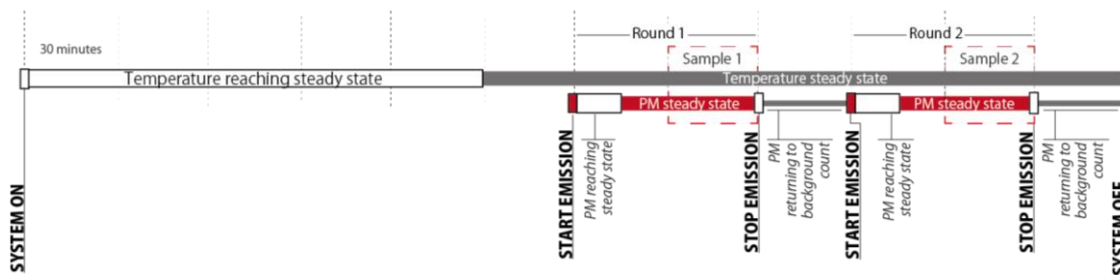 Round 1
Round 2
30 minutes
Sample 1
Sample 2
Temperature reaching steady state
Temperature steady state
PM steady state
PM steady state
SYSTEM ON
START EMISSION
PM reaching
steady state
STOP EMISSION
PM
returning to
background
count
START EMISSION
PM reaching
steady state
STOP EMISSION
PM
returning to
background
count
SYSTEM OFF